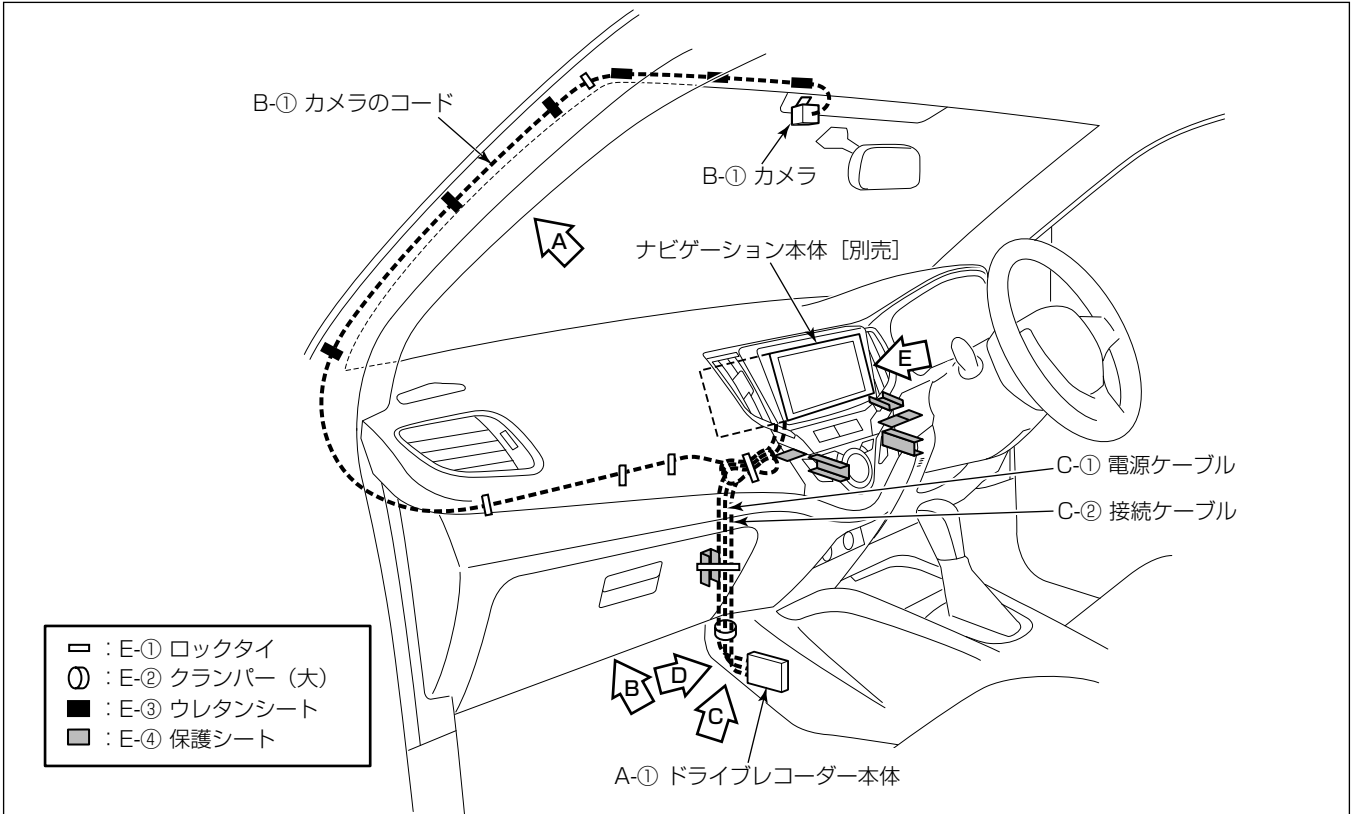 B-① カメラのコード
B-① カメラ
A
ナビゲーション本体［別売］
E
C-① 電源ケーブル
C-② 接続ケーブル
：E-① ロックタイ
：E-② クランパー（大）
：E-③ ウレタンシート
：E-④ 保護シート
B
D
C
A-① ドライブレコーダー本体